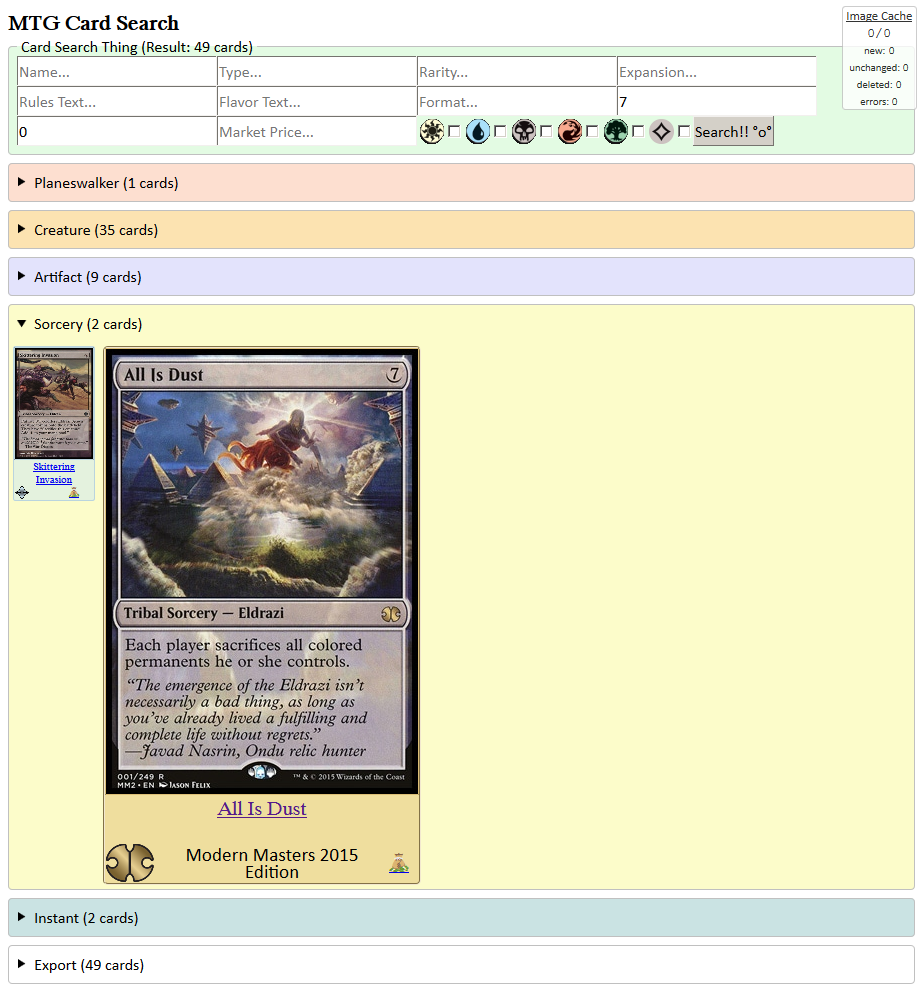 MTG Card Search
Image Cache
0 / 0
new: 0
unchanged: 0
deleted: 0
errors: 0
Card Search Thing (Result: 49 cards)
Name...
Type...
Rarity...
Expansion...
Rules Text...
Flavor Text...
Format...
7
0
Market Price...
Search!! °o°
Planeswalker (1 cards)
Creature (35 cards)
Artifact (9 cards)
Sorcery (2 cards)
Skittering Invasion
Skittering
Invasion
All Is Dust
7
Tribal Sorcery — Eldrazi
Each player sacrifices all colored
permanents he or she controls.
“The emergence of the Eldrazi isn’t
necessarily a bad thing, as long as
you’ve already lived a fulfilling and
complete life without regrets.”
—Javad Nasrin, Ondu relic hunter
001/249 R
MM2 • EN Jason Felix
™ & © 2015 Wizards of the Coast
All Is Dust
Modern Masters 2015
Edition
Instant (2 cards)
Export (49 cards)